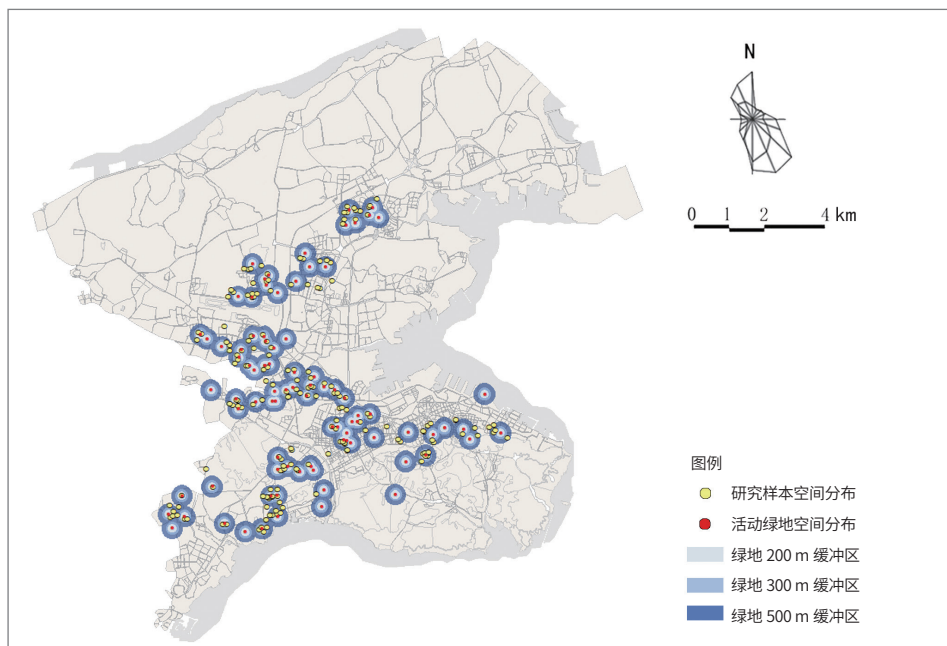 N
0 1 2 4 km
图例
研究样本空间分布
活动绿地空间分布
绿地 200 m 缓冲区
绿地 300 m 缓冲区
绿地 500 m 缓冲区